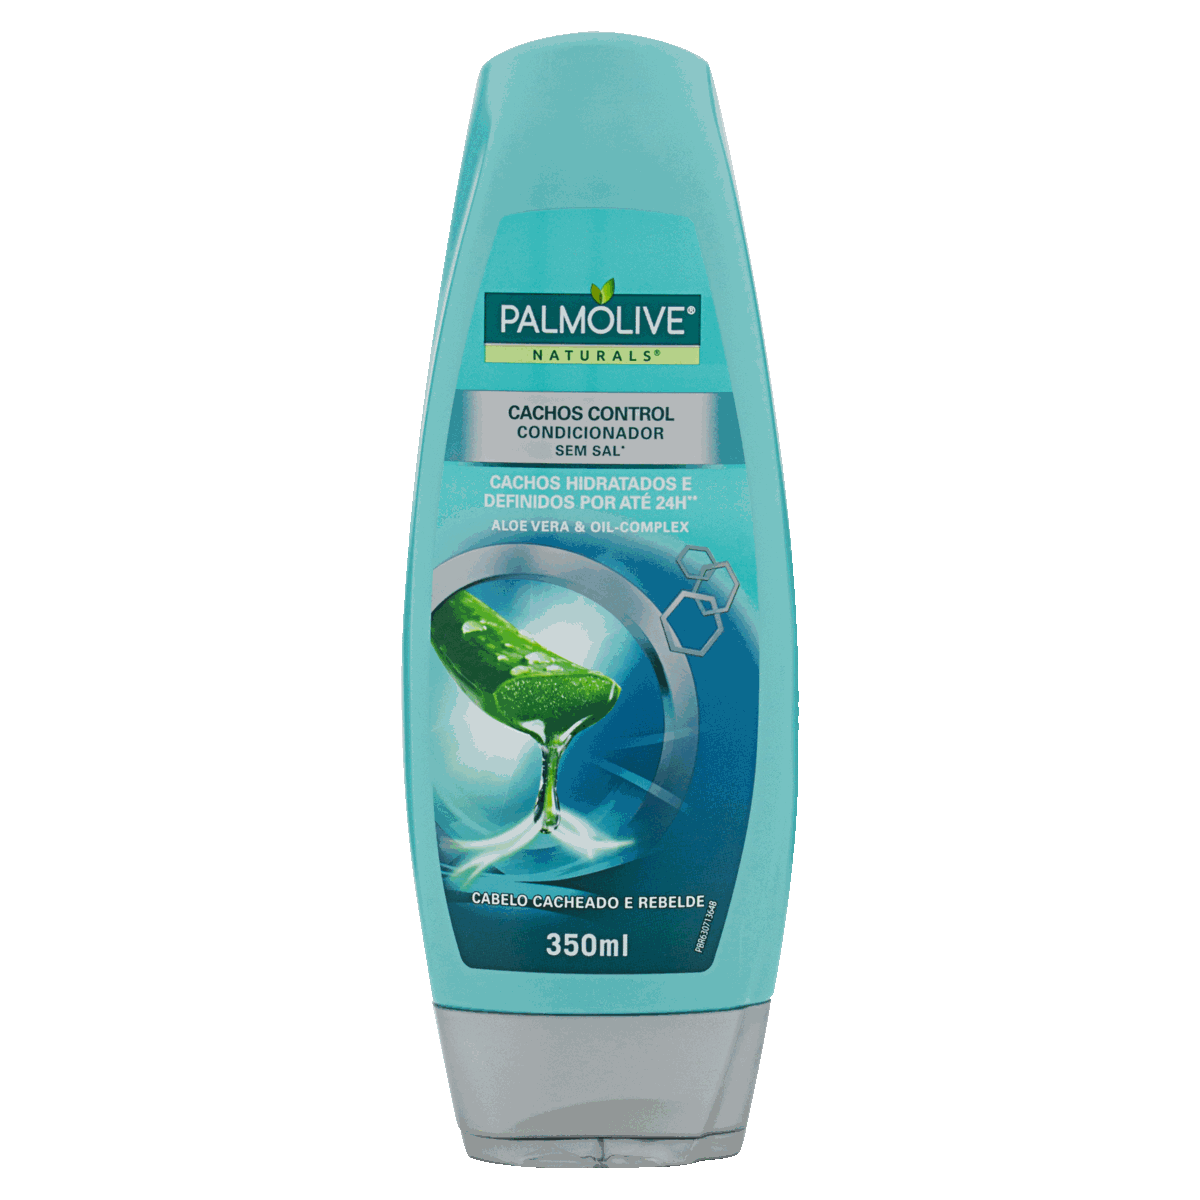 PALMOLIVE®
NATURALS®
CACHOS CONTROL
CONDICIONADOR
SEM SAL*
CACHOS HIDRATADOS E
DEFINIDOS POR ATÉ 24H**
ALOE VERA & OIL-COMPLEX
CABELO CACHEADO E REBELDE
350ml
PBR63071364B